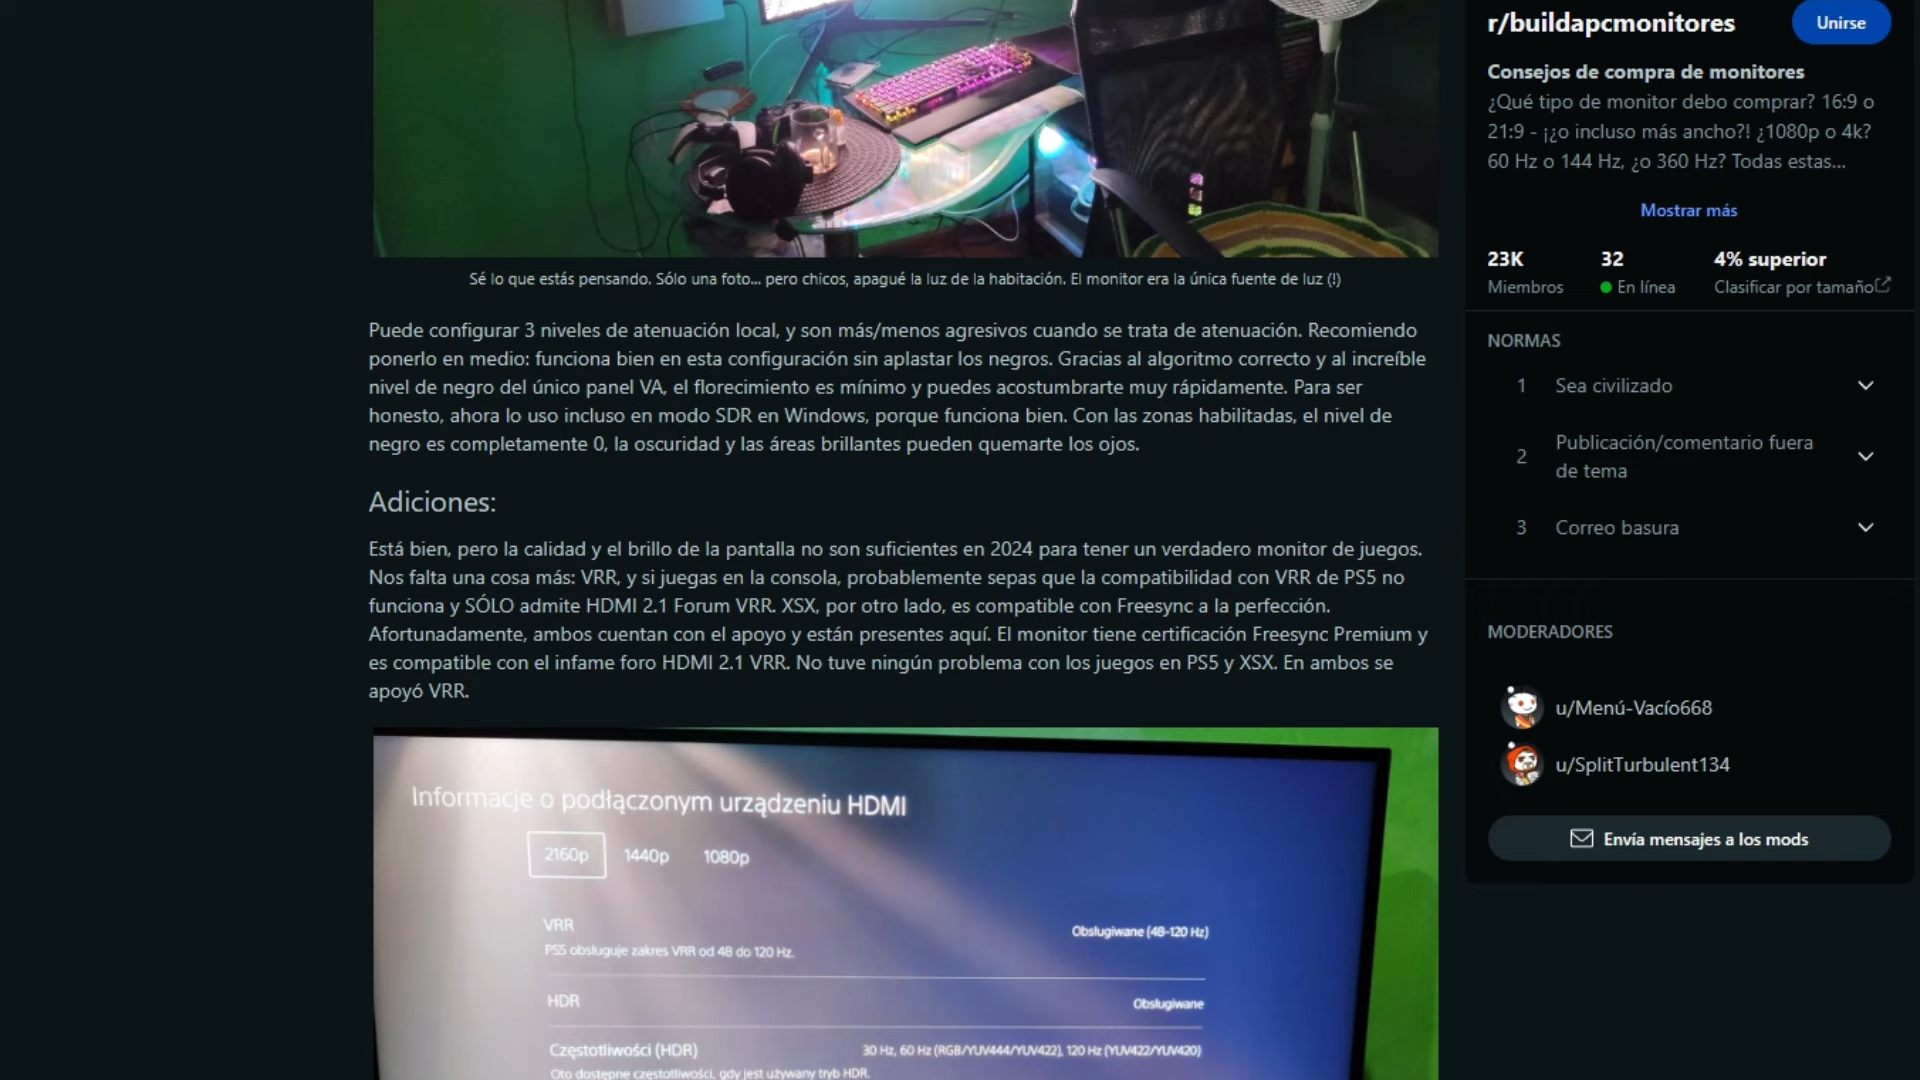 r/buildapcmonitores
Unirse
Consejos de compra de monitores
¿Qué tipo de monitor debo comprar? 16:9 o
21:9 - ¡¿o incluso más ancho?! ¿1080p o 4k?
60 Hz o 144 Hz, ¿o 360 Hz? Todas estas...
Mostrar más
23K
Miembros
32
En línea
4% superior
Clasificar por tamaño
NORMAS
1 Sea civilizado
2 Publicación/comentario fuera
de tema
3 Correo basura
MODERADORES
u/Menú-Vacío668
u/SplitTurbulent134
Envía mensajes a los mods
Sé lo que estás pensando. Sólo una foto... pero chicos, apagué la luz de la habitación. El monitor era la única fuente de luz (!)
Puede configurar 3 niveles de atenuación local, y son más/menos agresivos cuando se trata de atenuación. Recomiendo
ponerlo en medio: funciona bien en esta configuración sin aplastar los negros. Gracias al algoritmo correcto y al increíble
nivel de negro del único panel VA, el florecimiento es mínimo y puedes acostumbrarte muy rápidamente. Para ser
honesto, ahora lo uso incluso en modo SDR en Windows, porque funciona bien. Con las zonas habilitadas, el nivel de
negro es completamente 0, la oscuridad y las áreas brillantes pueden quemarte los ojos.
Adiciones:
Está bien, pero la calidad y el brillo de la pantalla no son suficientes en 2024 para tener un verdadero monitor de juegos.
Nos falta una cosa más: VRR, y si juegas en la consola, probablemente sepas que la compatibilidad con VRR de PS5 no
funciona y SÓLO admite HDMI 2.1 Forum VRR. XSX, por otro lado, es compatible con Freesync a la perfección.
Afortunadamente, ambos cuentan con el apoyo y están presentes aquí. El monitor tiene certificación Freesync Premium y
es compatible con el infame foro HDMI 2.1 VRR. No tuve ningún problema con los juegos en PS5 y XSX. En ambos se
apoyó VRR.
Informacje o podłączonym urządzeniu HDMI
2160p 1440p 1080p
VRR
Obsługiwane (48-120 Hz)
PS5 obsługuje zakres VRR od 48 do 120 Hz.
HDR
Obsługiwane
Częstotliwości (HDR)
30 Hz, 60 Hz (RGB/YUV444/YUV422), 120 Hz (YUV422/YUV420)
Oto dostępne częstotliwości, gdy jest używany tryb HDR.